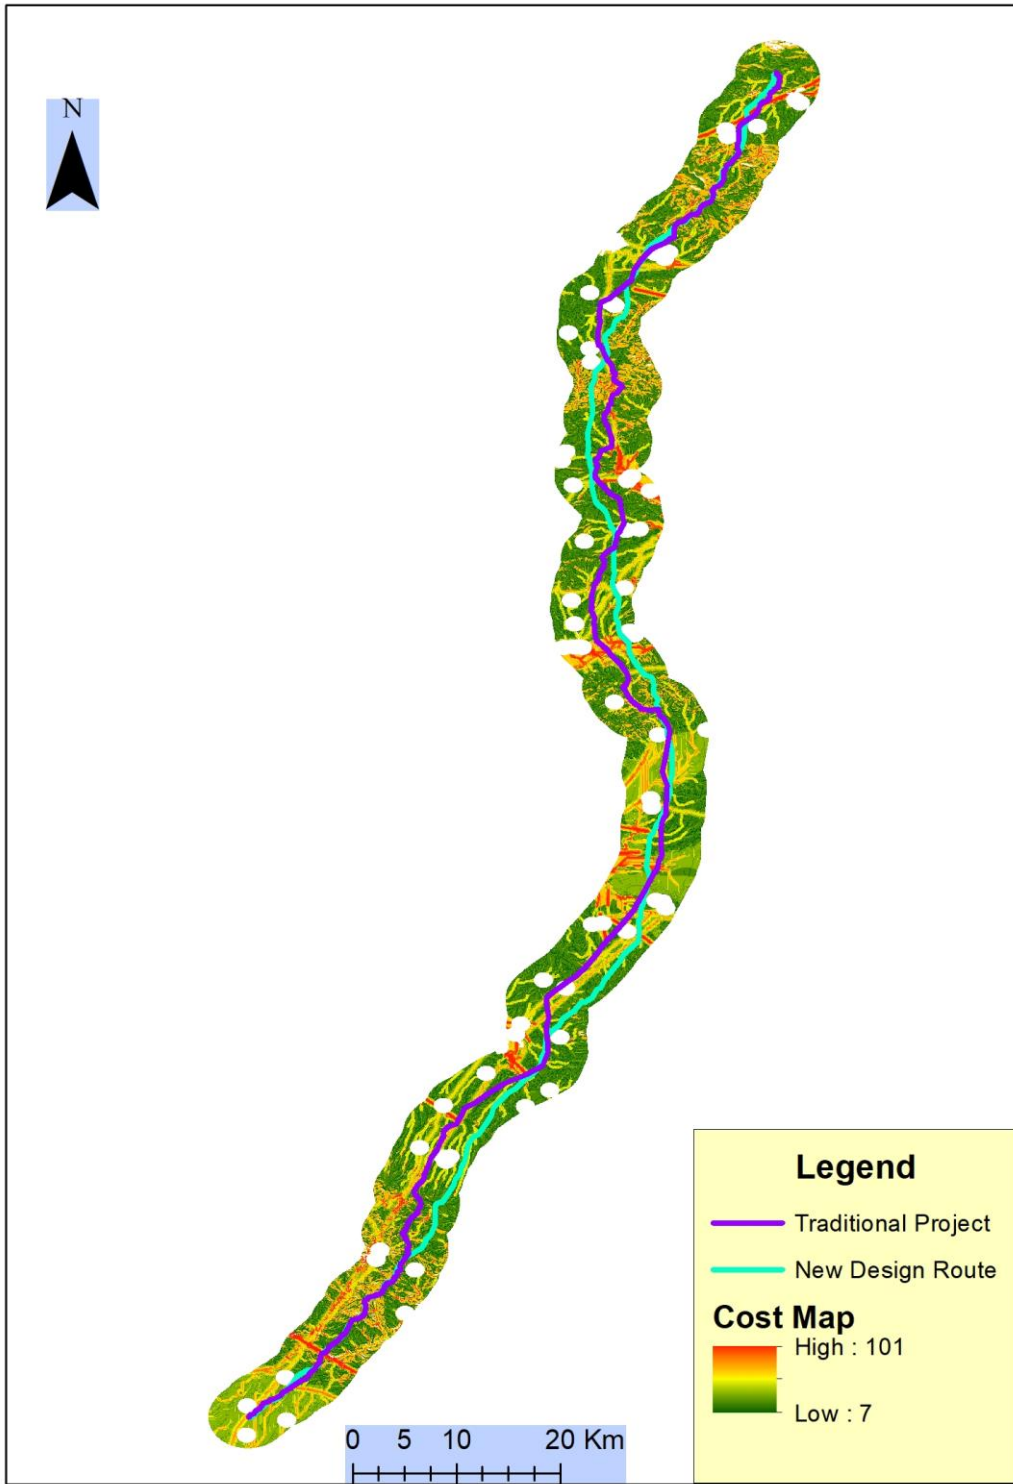 N
Legend
Traditional Project
New Design Route
Cost Map
High : 101
Low : 7
0 5 10 20 Km